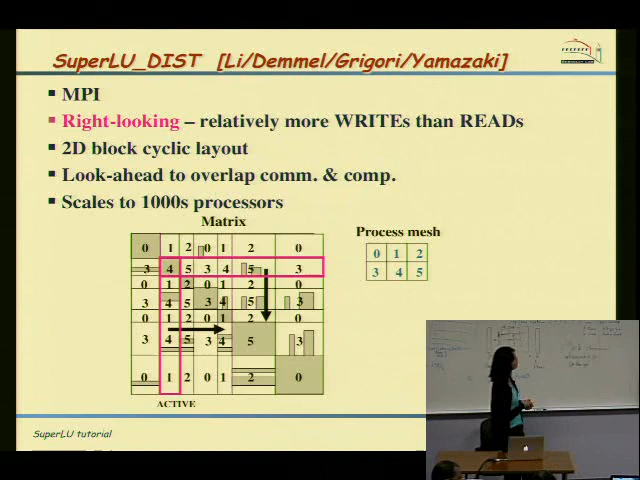 SuperLU_DIST [Li/Demmel/Grigori/Yamazaki]
MPI
Right-looking – relatively more WRITEs than READs
2D block cyclic layout
Look-ahead to overlap comm. & comp.
Scales to 1000s processors
Matrix
0 1 2 0 1 2 0
3 4 5 3 4 5 3
0 1 2 0 1 2 0
3 4 5 3 4 5 3
0 1 2 0 1 2 0
3 4 5 3 4 5 3
0 1 2 0 1 2 0
ACTIVE
Process mesh
0 1 2
3 4 5
SuperLU tutorial